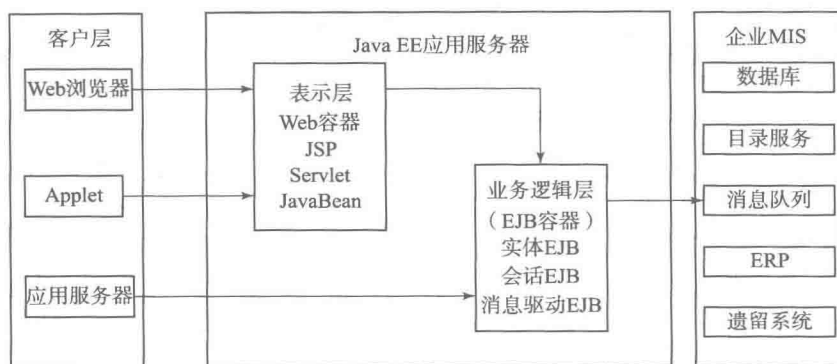 客户层
Web浏览器
Applet
应用服务器
Java EE应用服务器
表示层
Web容器
JSP
Servlet
JavaBean
业务逻辑层
（EJB容器）
实体EJB
会话EJB
消息驱动EJB
企业MIS
数据库
目录服务
消息队列
ERP
遗留系统